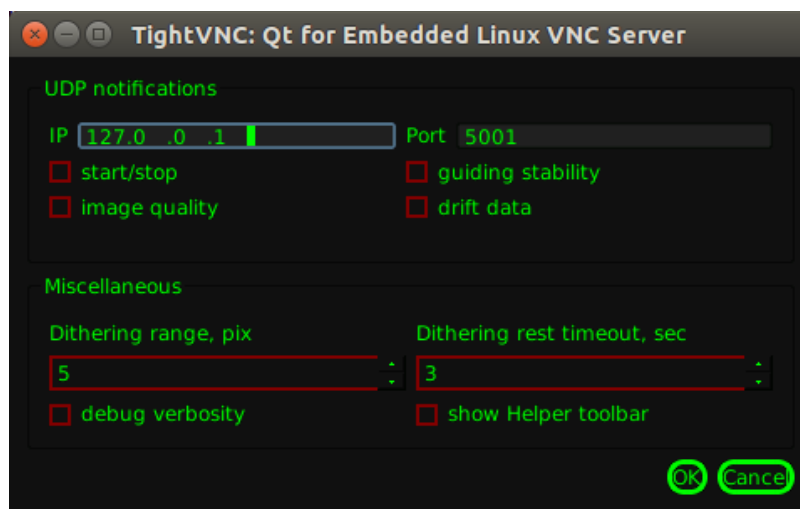 TightVNC: Qt for Embedded Linux VNC Server
UDP notifications
IP 127.0 .0 .1 Port 5001
start/stop guiding stability
image quality drift data
Miscellaneous
Dithering range, pix Dithering rest timeout, sec
5 3
debug verbosity show Helper toolbar
OK Cancel